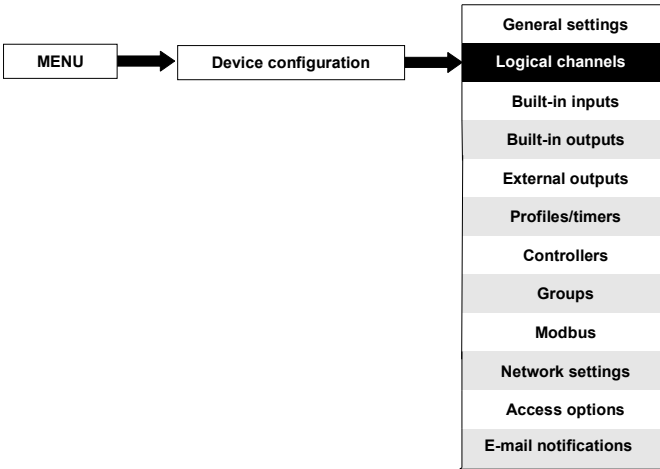 MENU
Device configuration
General settings
Logical channels
Built-in inputs
Built-in outputs
External outputs
Profiles/timers
Controllers
Groups
Modbus
Network settings
Access options
E-mail notifications